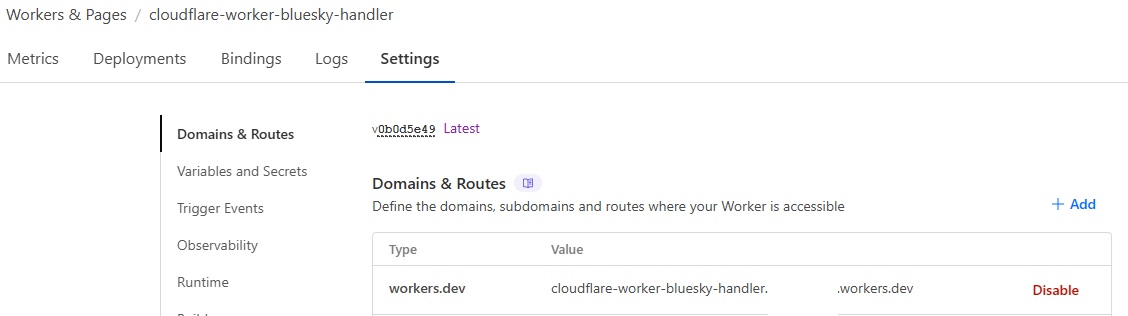 Workers & Pages / cloudflare-worker-bluesky-handler
Metrics Deployments Bindings Logs Settings
Domains & Routes
Variables and Secrets
Trigger Events
Observability
Runtime
v0b0d5e49 Latest
Domains & Routes
Define the domains, subdomains and routes where your Worker is accessible
+ Add
Type Value
workers.dev cloudflare-worker-bluesky-handler. .workers.dev Disable